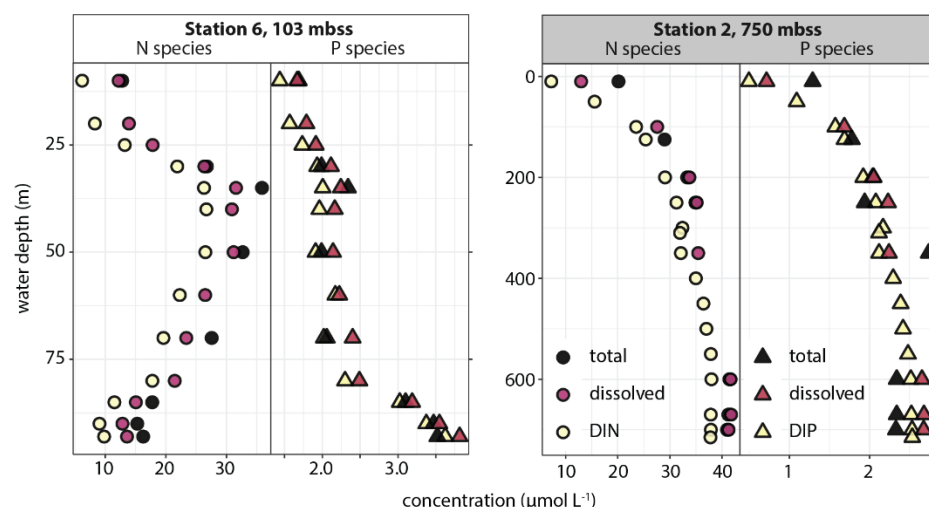 Station 6, 103 mbss
N species P species
Station 2, 750 mbss
N species P species
water depth (m)
25
50
75
10 20 30 2.0 3.0
0
200
400
600
total total
dissolved dissolved
DIN DIP
10 20 30 40 1 2
concentration (µmol L⁻¹)